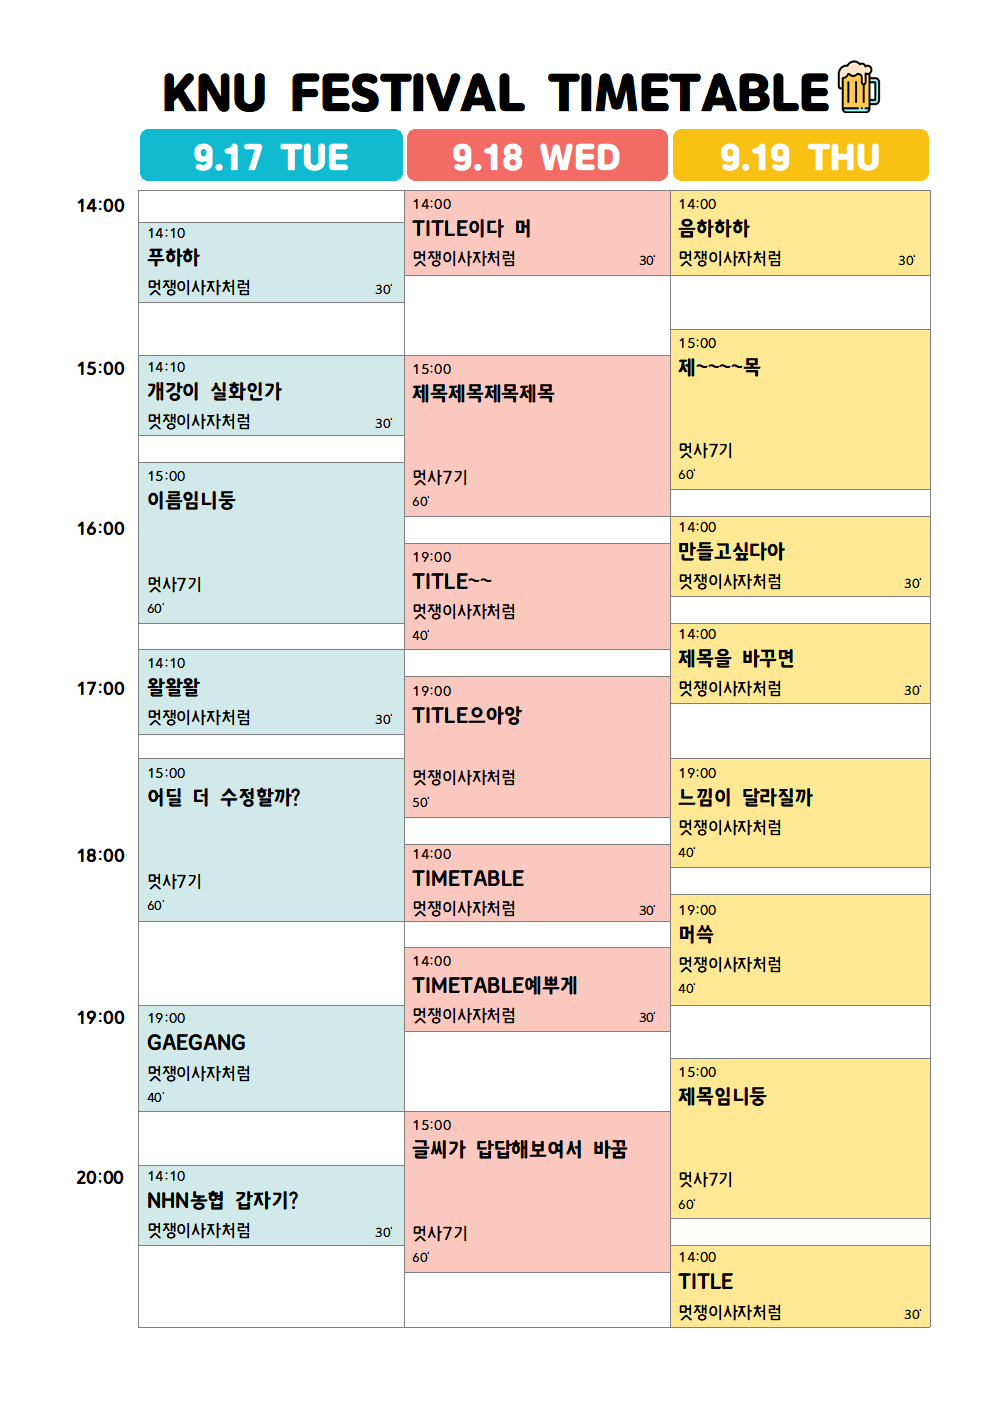 KNU FESTIVAL TIMETABLE
9.17 TUE
9.18 WED
9.19 THU
14:00
15:00
16:00
17:00
18:00
19:00
20:00
14:10
푸하하
멋쟁이사자처럼 30'
14:10
개강이 실화인가
멋쟁이사자처럼 30'
15:00
이름임니둥
멋사7기
60'
14:10
왈왈왈
멋쟁이사자처럼 30'
15:00
어딜 더 수정할까?
멋사7기
60'
19:00
GAEGANG
멋쟁이사자처럼
40'
14:10
NHN농협 갑자기?
멋쟁이사자처럼 30'
14:00
TITLE이다 머
멋쟁이사자처럼 30'
15:00
제목제목제목제목
멋사7기
60'
19:00
TITLE~~
멋쟁이사자처럼
40'
19:00
TITLE으아앙
멋쟁이사자처럼
50'
14:00
TIMETABLE
멋쟁이사자처럼 30'
14:00
TIMETABLE예뿌게
멋쟁이사자처럼 30'
15:00
글씨가 답답해보여서 바꿈
멋사7기
60'
14:00
음하하하
멋쟁이사자처럼 30'
15:00
제~~~~목
멋사7기
60'
14:00
만들고싶다아
멋쟁이사자처럼 30'
14:00
제목을 바꾸면
멋쟁이사자처럼 30'
19:00
느낌이 달라질까
멋쟁이사자처럼
40'
19:00
머쓱
멋쟁이사자처럼
40'
15:00
제목임니둥
멋사7기
60'
14:00
TITLE
멋쟁이사자처럼 30'